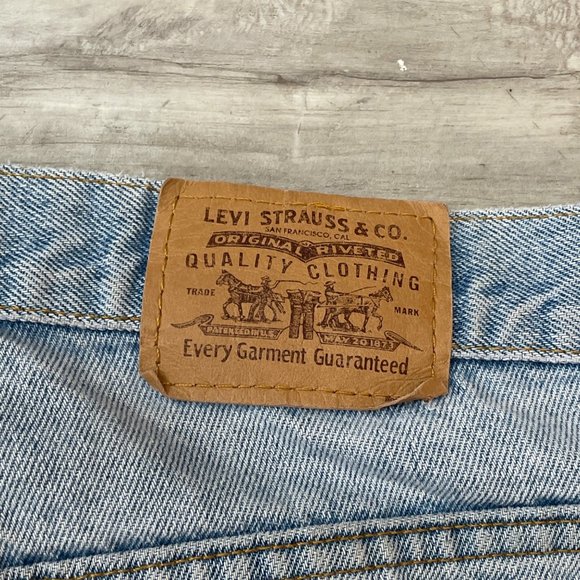 LEVI STRAUSS & CO.
SAN FRANCISCO, CAL.
ORIGINAL RIVETED
QUALITY CLOTHING
TRADE MARK
PATENTED IN U.S. MAY 20 1873
Every Garment Guaranteed